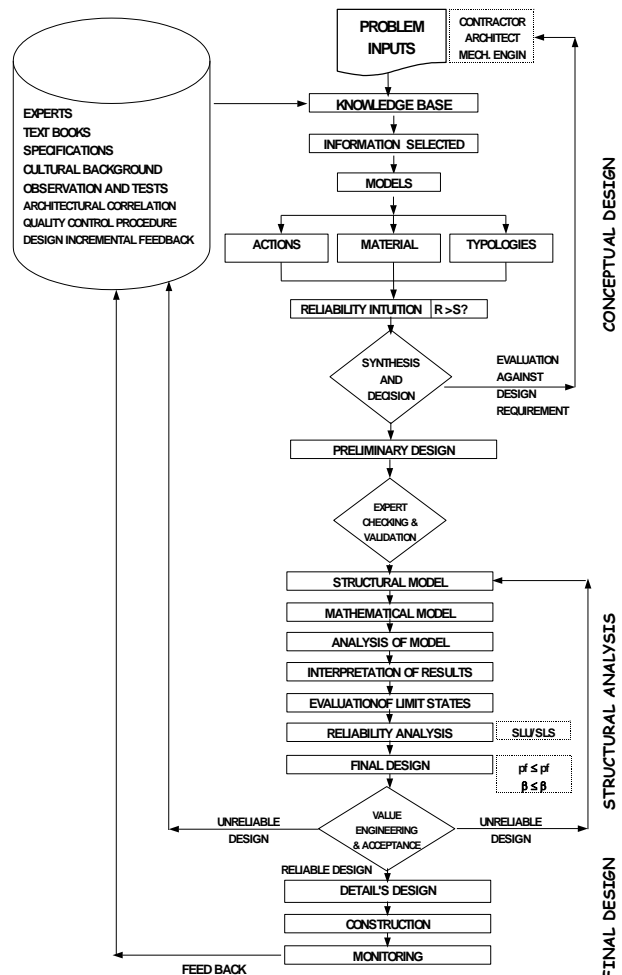 PROBLEM
INPUTS
CONTRACTOR
ARCHITECT
MECH. ENGIN
EXPERTS
TEXT BOOKS
SPECIFICATIONS
CULTURAL BACKGROUND
OBSERVATION AND TESTS
ARCHITECTURAL CORRELATION
QUALITY CONTROL PROCEDURE
DESIGN INCREMENTAL FEEDBACK
KNOWLEDGE BASE
INFORMATION SELECTED
MODELS
ACTIONS
MATERIAL
TYPOLOGIES
RELIABILITY INTUITION
R >S?
SYNTHESIS
AND
DECISION
EVALUATION
AGAINST
DESIGN
REQUIREMENT
CONCEPTUAL DESIGN
PRELIMINARY DESIGN
EXPERT
CHECKING &
VALIDATION
STRUCTURAL MODEL
MATHEMATICAL MODEL
ANALYSIS OF MODEL
INTERPRETATION OF RESULTS
EVALUATIONOF LIMIT STATES
RELIABILITY ANALYSIS
SLU/SLS
FINAL DESIGN
pf ≤ pf
β ≤ β
STRUCTURAL ANALYSIS
VALUE
ENGINEERING
& ACCEPTANCE
UNRELIABLE
DESIGN
UNRELIABLE
DESIGN
RELIABLE DESIGN
DETAIL'S DESIGN
CONSTRUCTION
MONITORING
FEED BACK
FINAL DESIGN